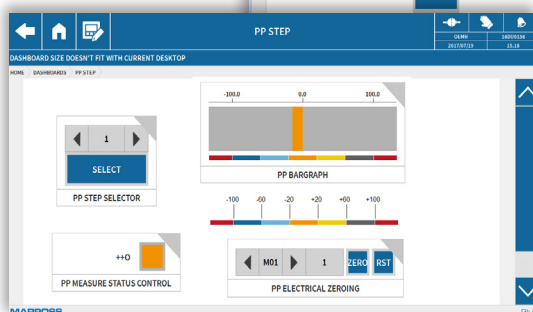 PP STEP
OEMH
16DU0156
2017/07/19
15.18
DASHBOARD SIZE DOESN'T FIT WITH CURRENT DESKTOP
HOME DASHBOARDS PP STEP
-100.0 0.0 100.0
1
SELECT
PP STEP SELECTOR
PP BARGRAPH
-100 -60 -20 +20 +60 +100
++O
PP MEASURE STATUS CONTROL
M01 1 ZERO RST
PP ELECTRICAL ZEROING
MARPOSS